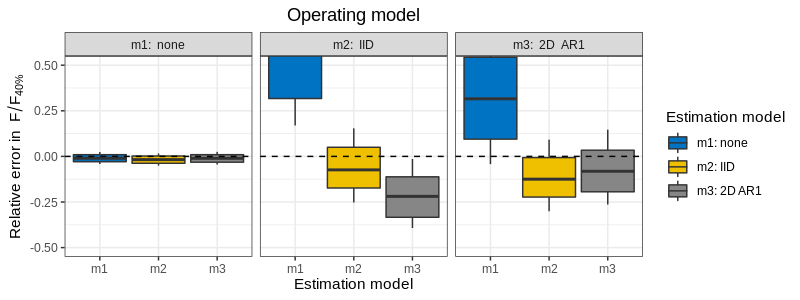 Operating model
m1: none
m2: IID
m3: 2D AR1
Relative error in F/F40%
0.50
0.25
0.00
-0.25
-0.50
m1 m2 m3
m1 m2 m3
m1 m2 m3
Estimation model
Estimation model
m1: none
m2: IID
m3: 2D AR1